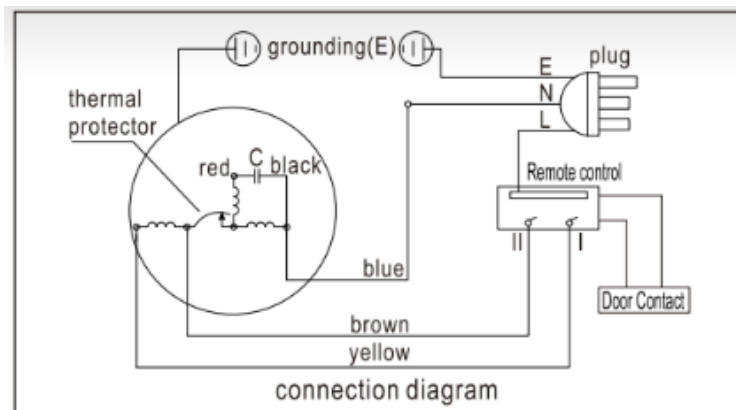 grounding(E)
E
plug
N
L
thermal
protector
red C black
Remote control
II I
blue
Door Contact
brown
yellow
connection diagram